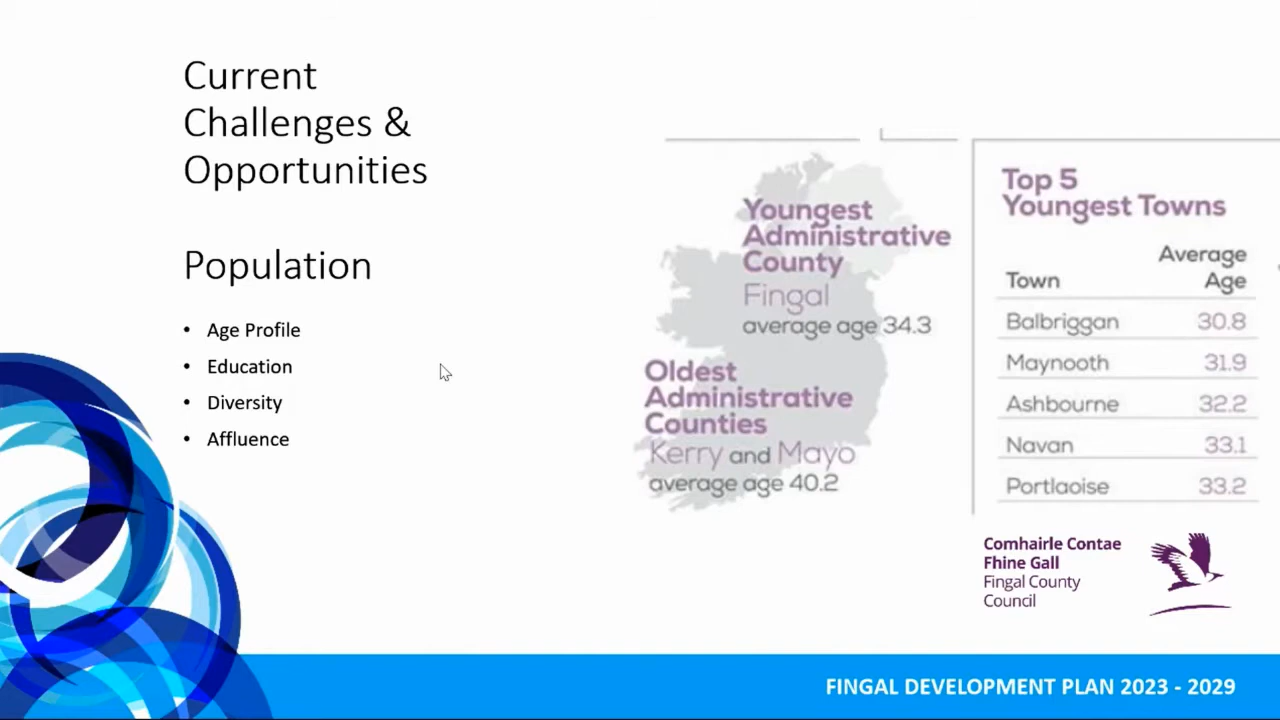 Current
Challenges &
Opportunities
Population
• Age Profile
• Education
• Diversity
• Affluence
Youngest
Administrative
County
Fingal
average age 34.3
Oldest
Administrative
Counties
Kerry and Mayo
average age 40.2
Top 5
Youngest Towns
Town Average Age
Balbriggan 30.8
Maynooth 31.9
Ashbourne 32.2
Navan 33.1
Portlaoise 33.2
Comhairle Contae
Fhine Gall
Fingal County
Council
FINGAL DEVELOPMENT PLAN 2023 - 2029